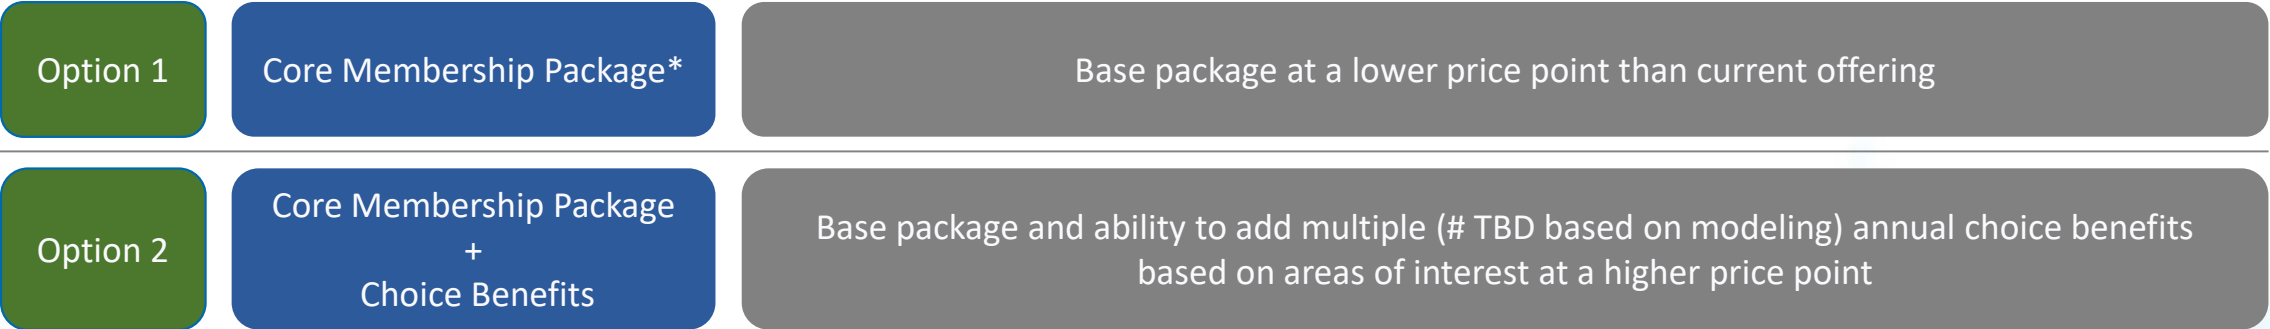 Option 1
Core Membership Package*
Base package at a lower price point than current offering
Option 2
Core Membership Package
+
Choice Benefits
Base package and ability to add multiple (# TBD based on modeling) annual choice benefits
based on areas of interest at a higher price point